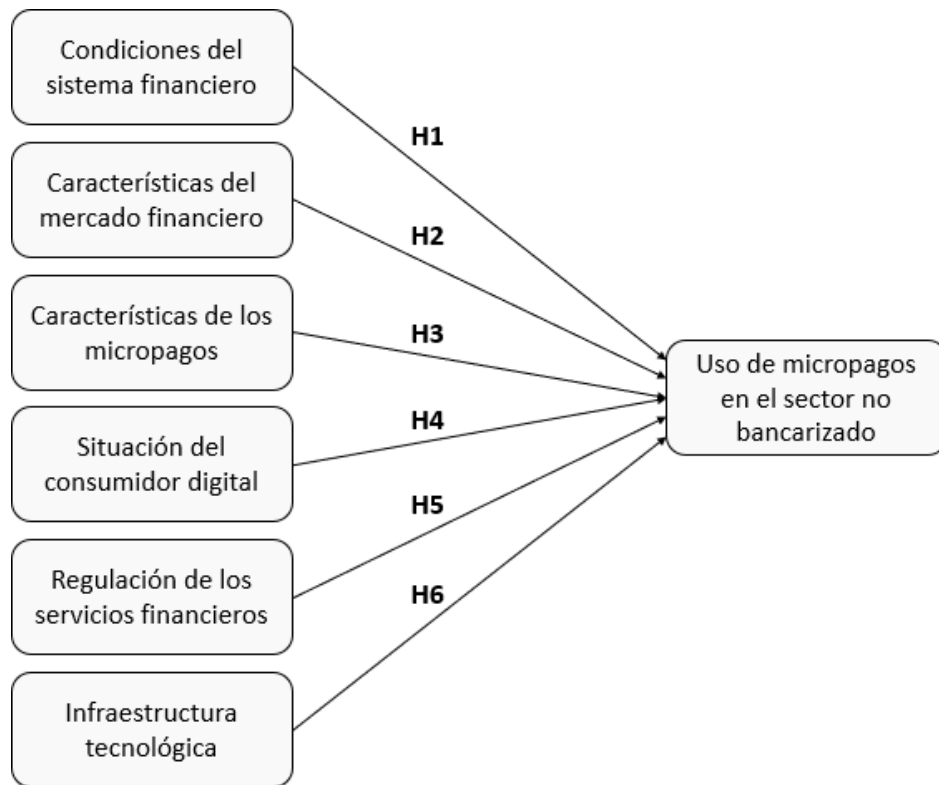 Condiciones del
sistema financiero
H1
Característícas del
mercado financiero
H2
Características de los
micropagos
H3
Uso de micropagos
en el sector no
bancarizado
Situación del
consumidor digital
H4
Regulación de los
servicios financieros
H5
H6
Infraestructura
tecnológica